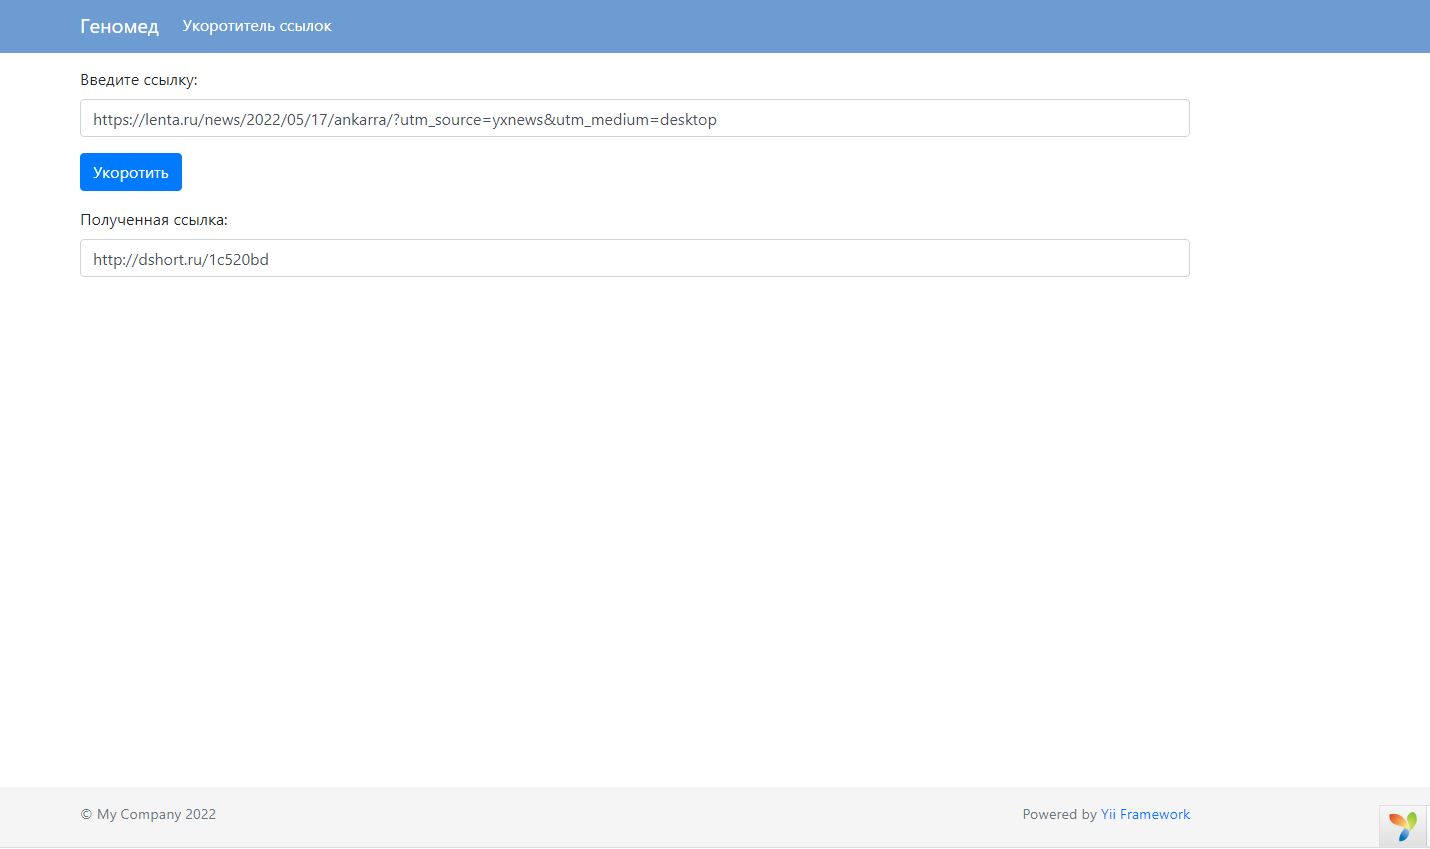 Геномед Укоротитель ссылок
Введите ссылку:
https://lenta.ru/news/2022/05/17/ankarra/?utm_source=yxnews&utm_medium=desktop
Укоротить
Полученная ссылка:
http://dshort.ru/1c520bd
© My Company 2022 Powered by Yii Framework